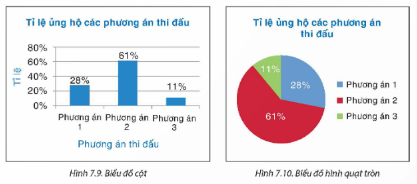 Tỉ lệ ủng hộ các phương án thi đấu
80%
60%
40%
20%
0%
Tỉ lệ
28%
61%
11%
Phương án
1
Phương án
2
Phương án
3
Phương án thi đấu
Hình 7.9. Biểu đồ cột
Tỉ lệ ủng hộ các phương án
thi đấu
11%
28%
61%
Phương án 1
Phương án 2
Phương án 3
Hình 7.10. Biểu đồ hình quạt tròn